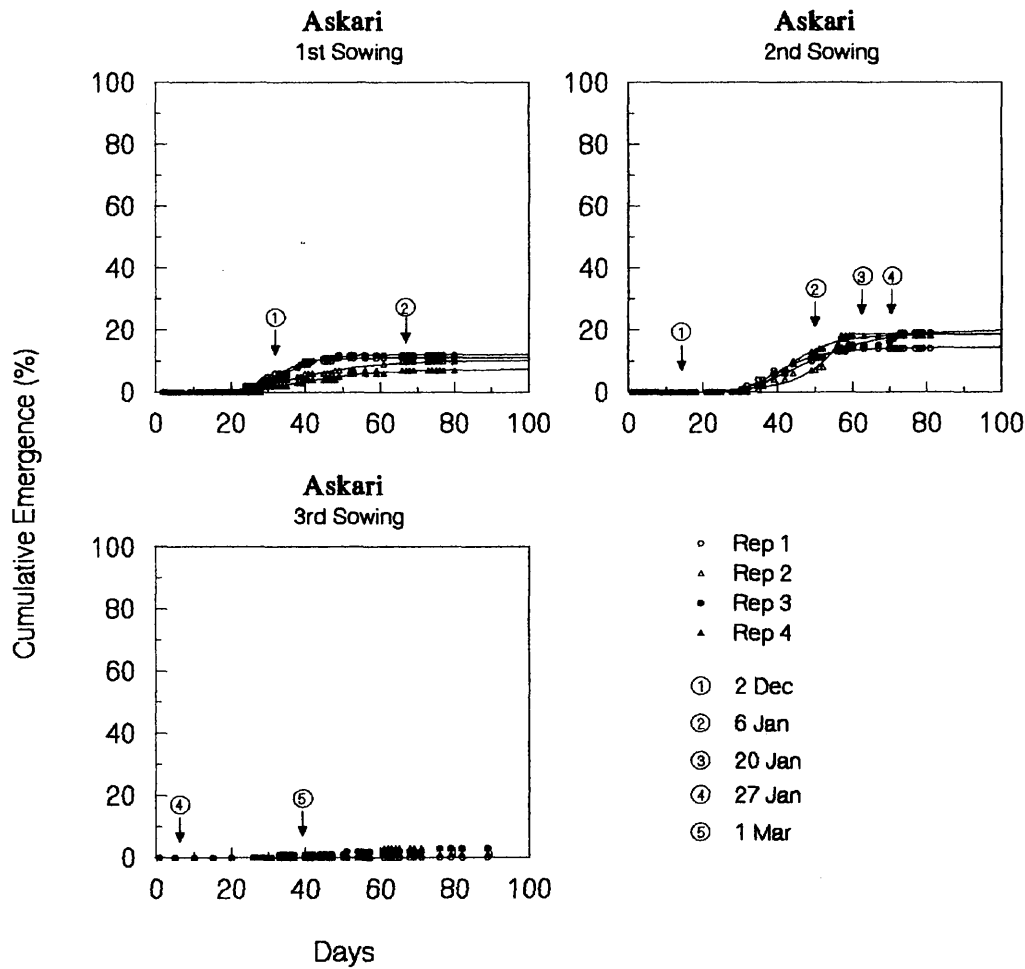 Askari
1st Sowing
100
80
60
40
20
0
① ②
0 20 40 60 80 100
Askari
2nd Sowing
100
80
60
40
20
0
① ② ③ ④
0 20 40 60 80 100
Askari
3rd Sowing
100
80
60
40
20
0
④ ⑤
0 20 40 60 80 100
Cumulative Emergence (%)
Days
Rep 1
Rep 2
Rep 3
Rep 4
① 2 Dec
② 6 Jan
③ 20 Jan
④ 27 Jan
⑤ 1 Mar